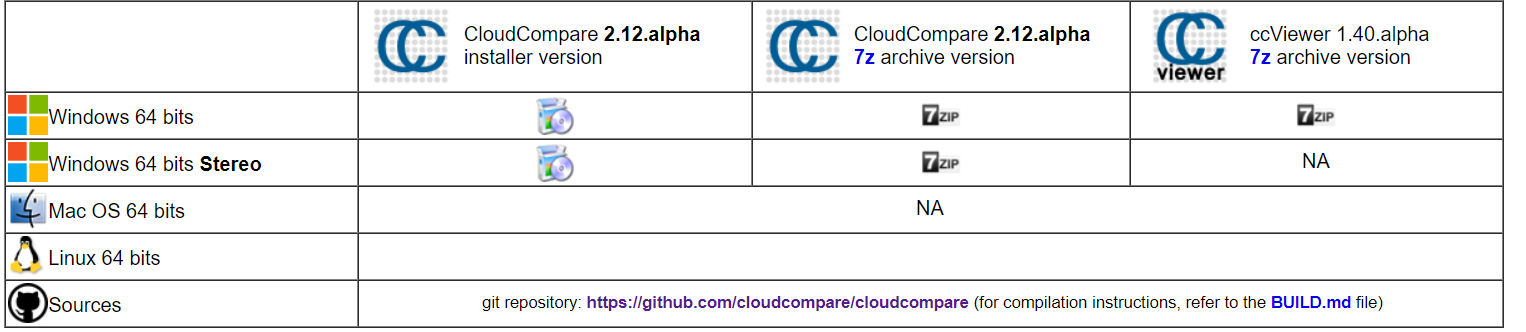 CloudCompare 2.12.alpha
installer version
CloudCompare 2.12.alpha
7z archive version
viewer
ccViewer 1.40.alpha
7z archive version
Windows 64 bits
7ZIP
7ZIP
Windows 64 bits Stereo
7ZIP
NA
Mac OS 64 bits
NA
Linux 64 bits
Sources
git repository: https://github.com/cloudcompare/cloudcompare (for compilation instructions, refer to the BUILD.md file)